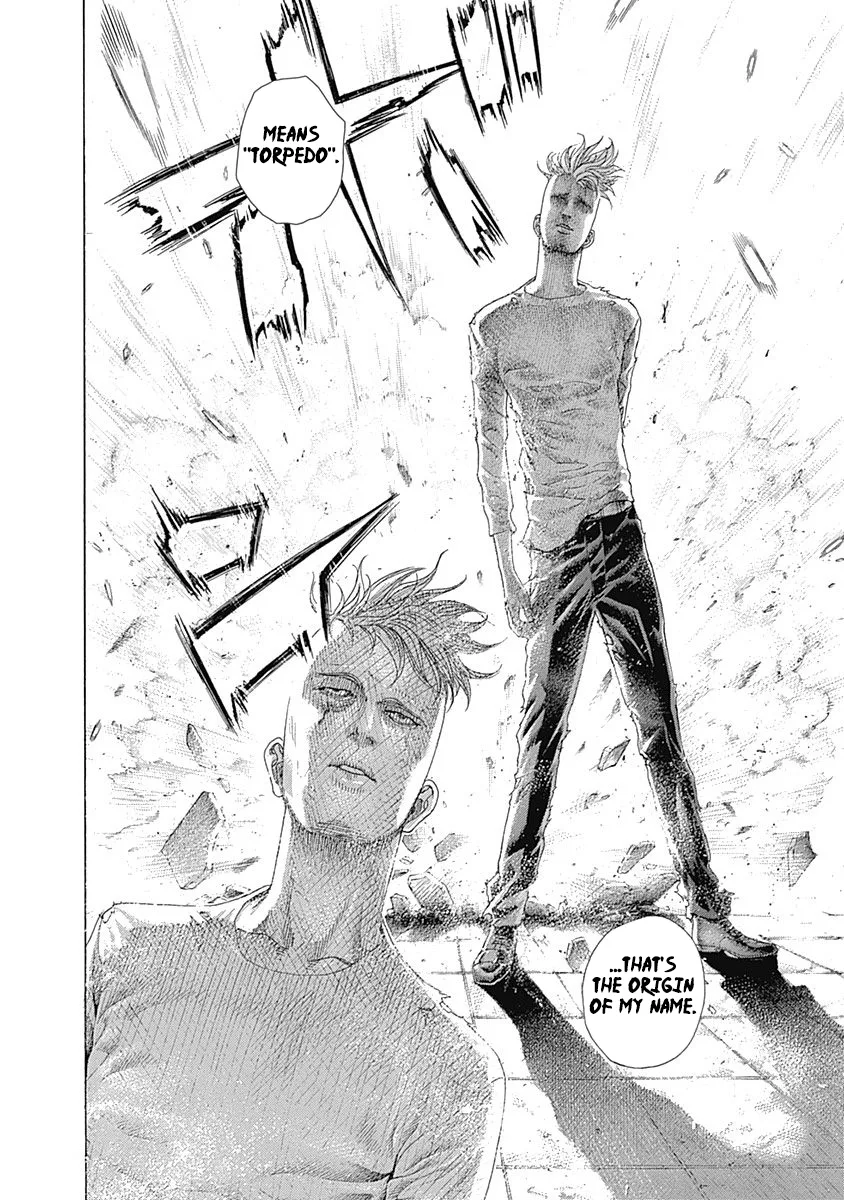 MEANS
"TORPEDO".
...THAT'S
THE ORIGIN
OF MY NAME.